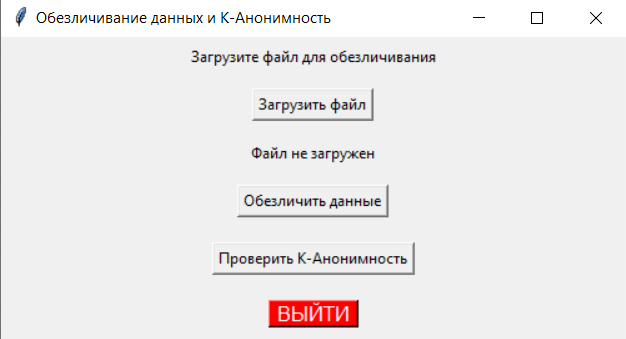 Обезличивание данных и К-Анонимность
Загрузите файл для обезличивания
Загрузить файл
Файл не загружен
Обезличить данные
Проверить К-Анонимность
ВЫЙТИ